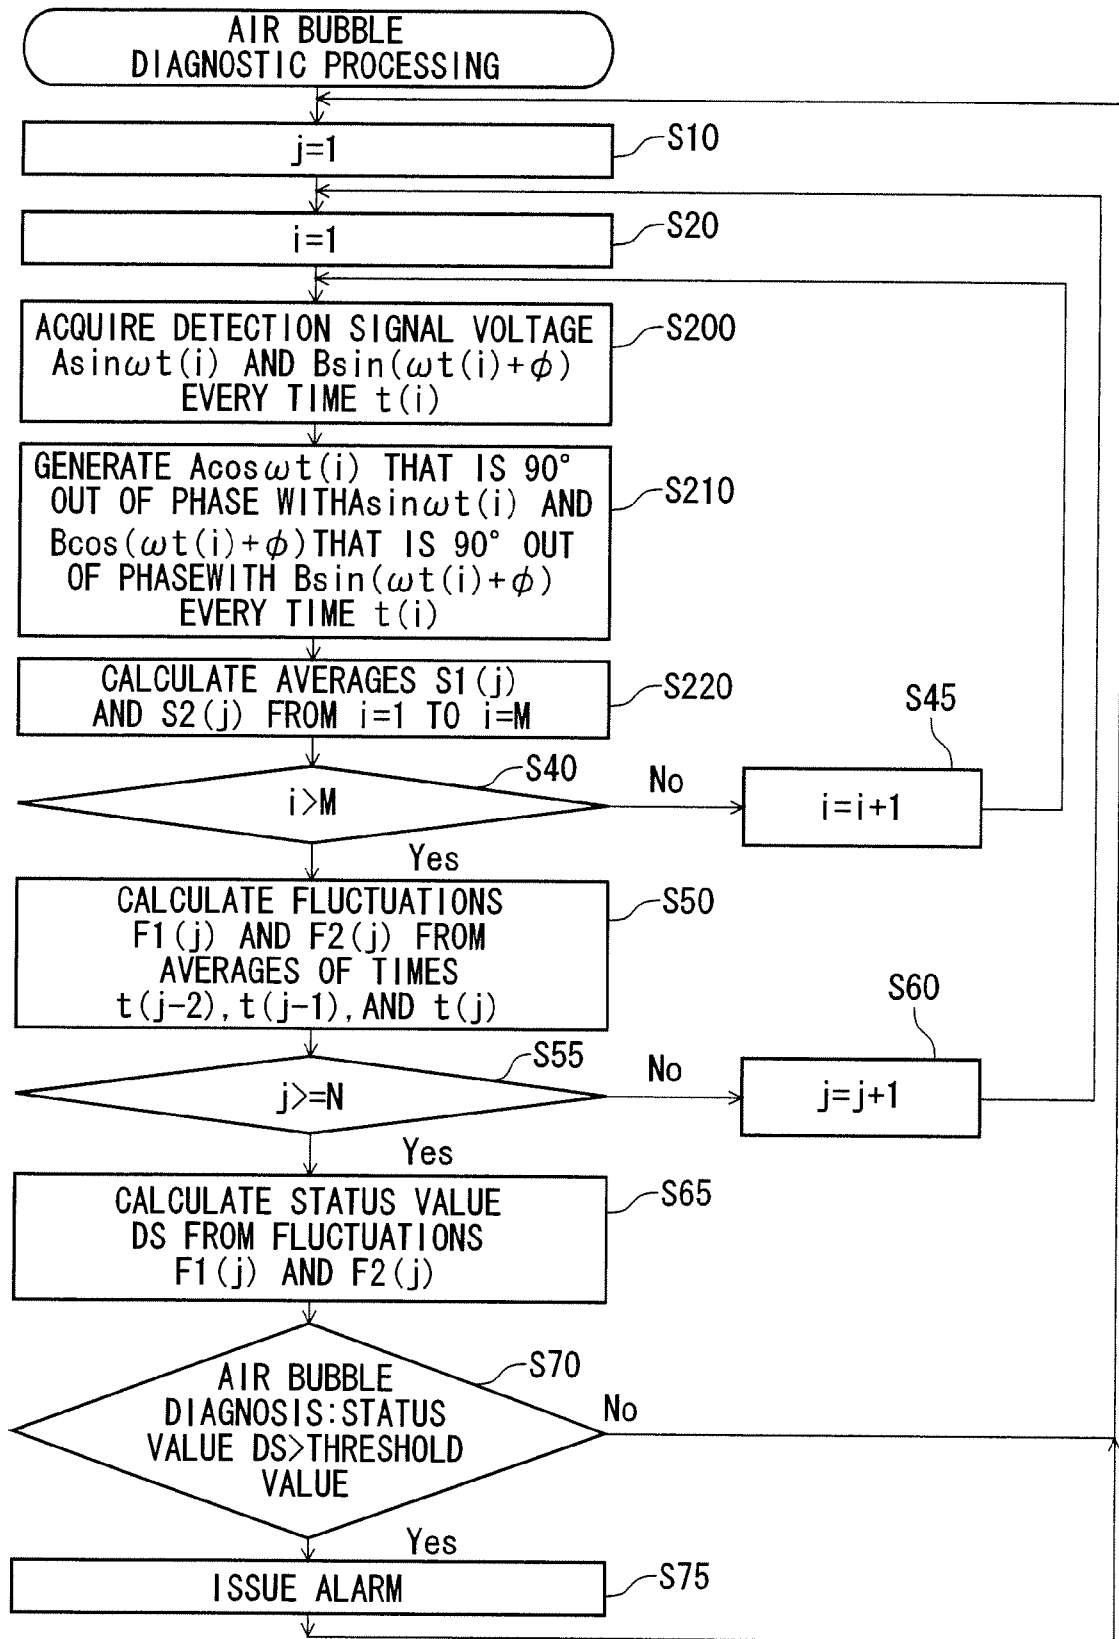 AIR BUBBLE
DIAGNOSTIC PROCESSING
j=1
S10
i=1
S20
ACQUIRE DETECTION SIGNAL VOLTAGE
Asinωt(i) AND Bsin(ωt(i)+ϕ)
EVERY TIME t(i)
S200
GENERATE Acosωt(i) THAT IS 90°
OUT OF PHASE WITHAsinωt(i) AND
Bcos(ωt(i)+ϕ)THAT IS 90° OUT
OF PHASEWITH Bsin(ωt(i)+ϕ)
EVERY TIME t(i)
S210
CALCULATE AVERAGES S1(j)
AND S2(j) FROM i=1 TO i=M
S220
i>M
S40
No
i=i+1
S45
Yes
CALCULATE FLUCTUATIONS
F1(j) AND F2(j) FROM
AVERAGES OF TIMES
t(j-2),t(j-1),AND t(j)
S50
j>=N
S55
No
j=j+1
S60
Yes
CALCULATE STATUS VALUE
DS FROM FLUCTUATIONS
F1(j) AND F2(j)
S65
AIR BUBBLE
DIAGNOSIS:STATUS
VALUE DS>THRESHOLD
VALUE
S70
No
Yes
ISSUE ALARM
S75